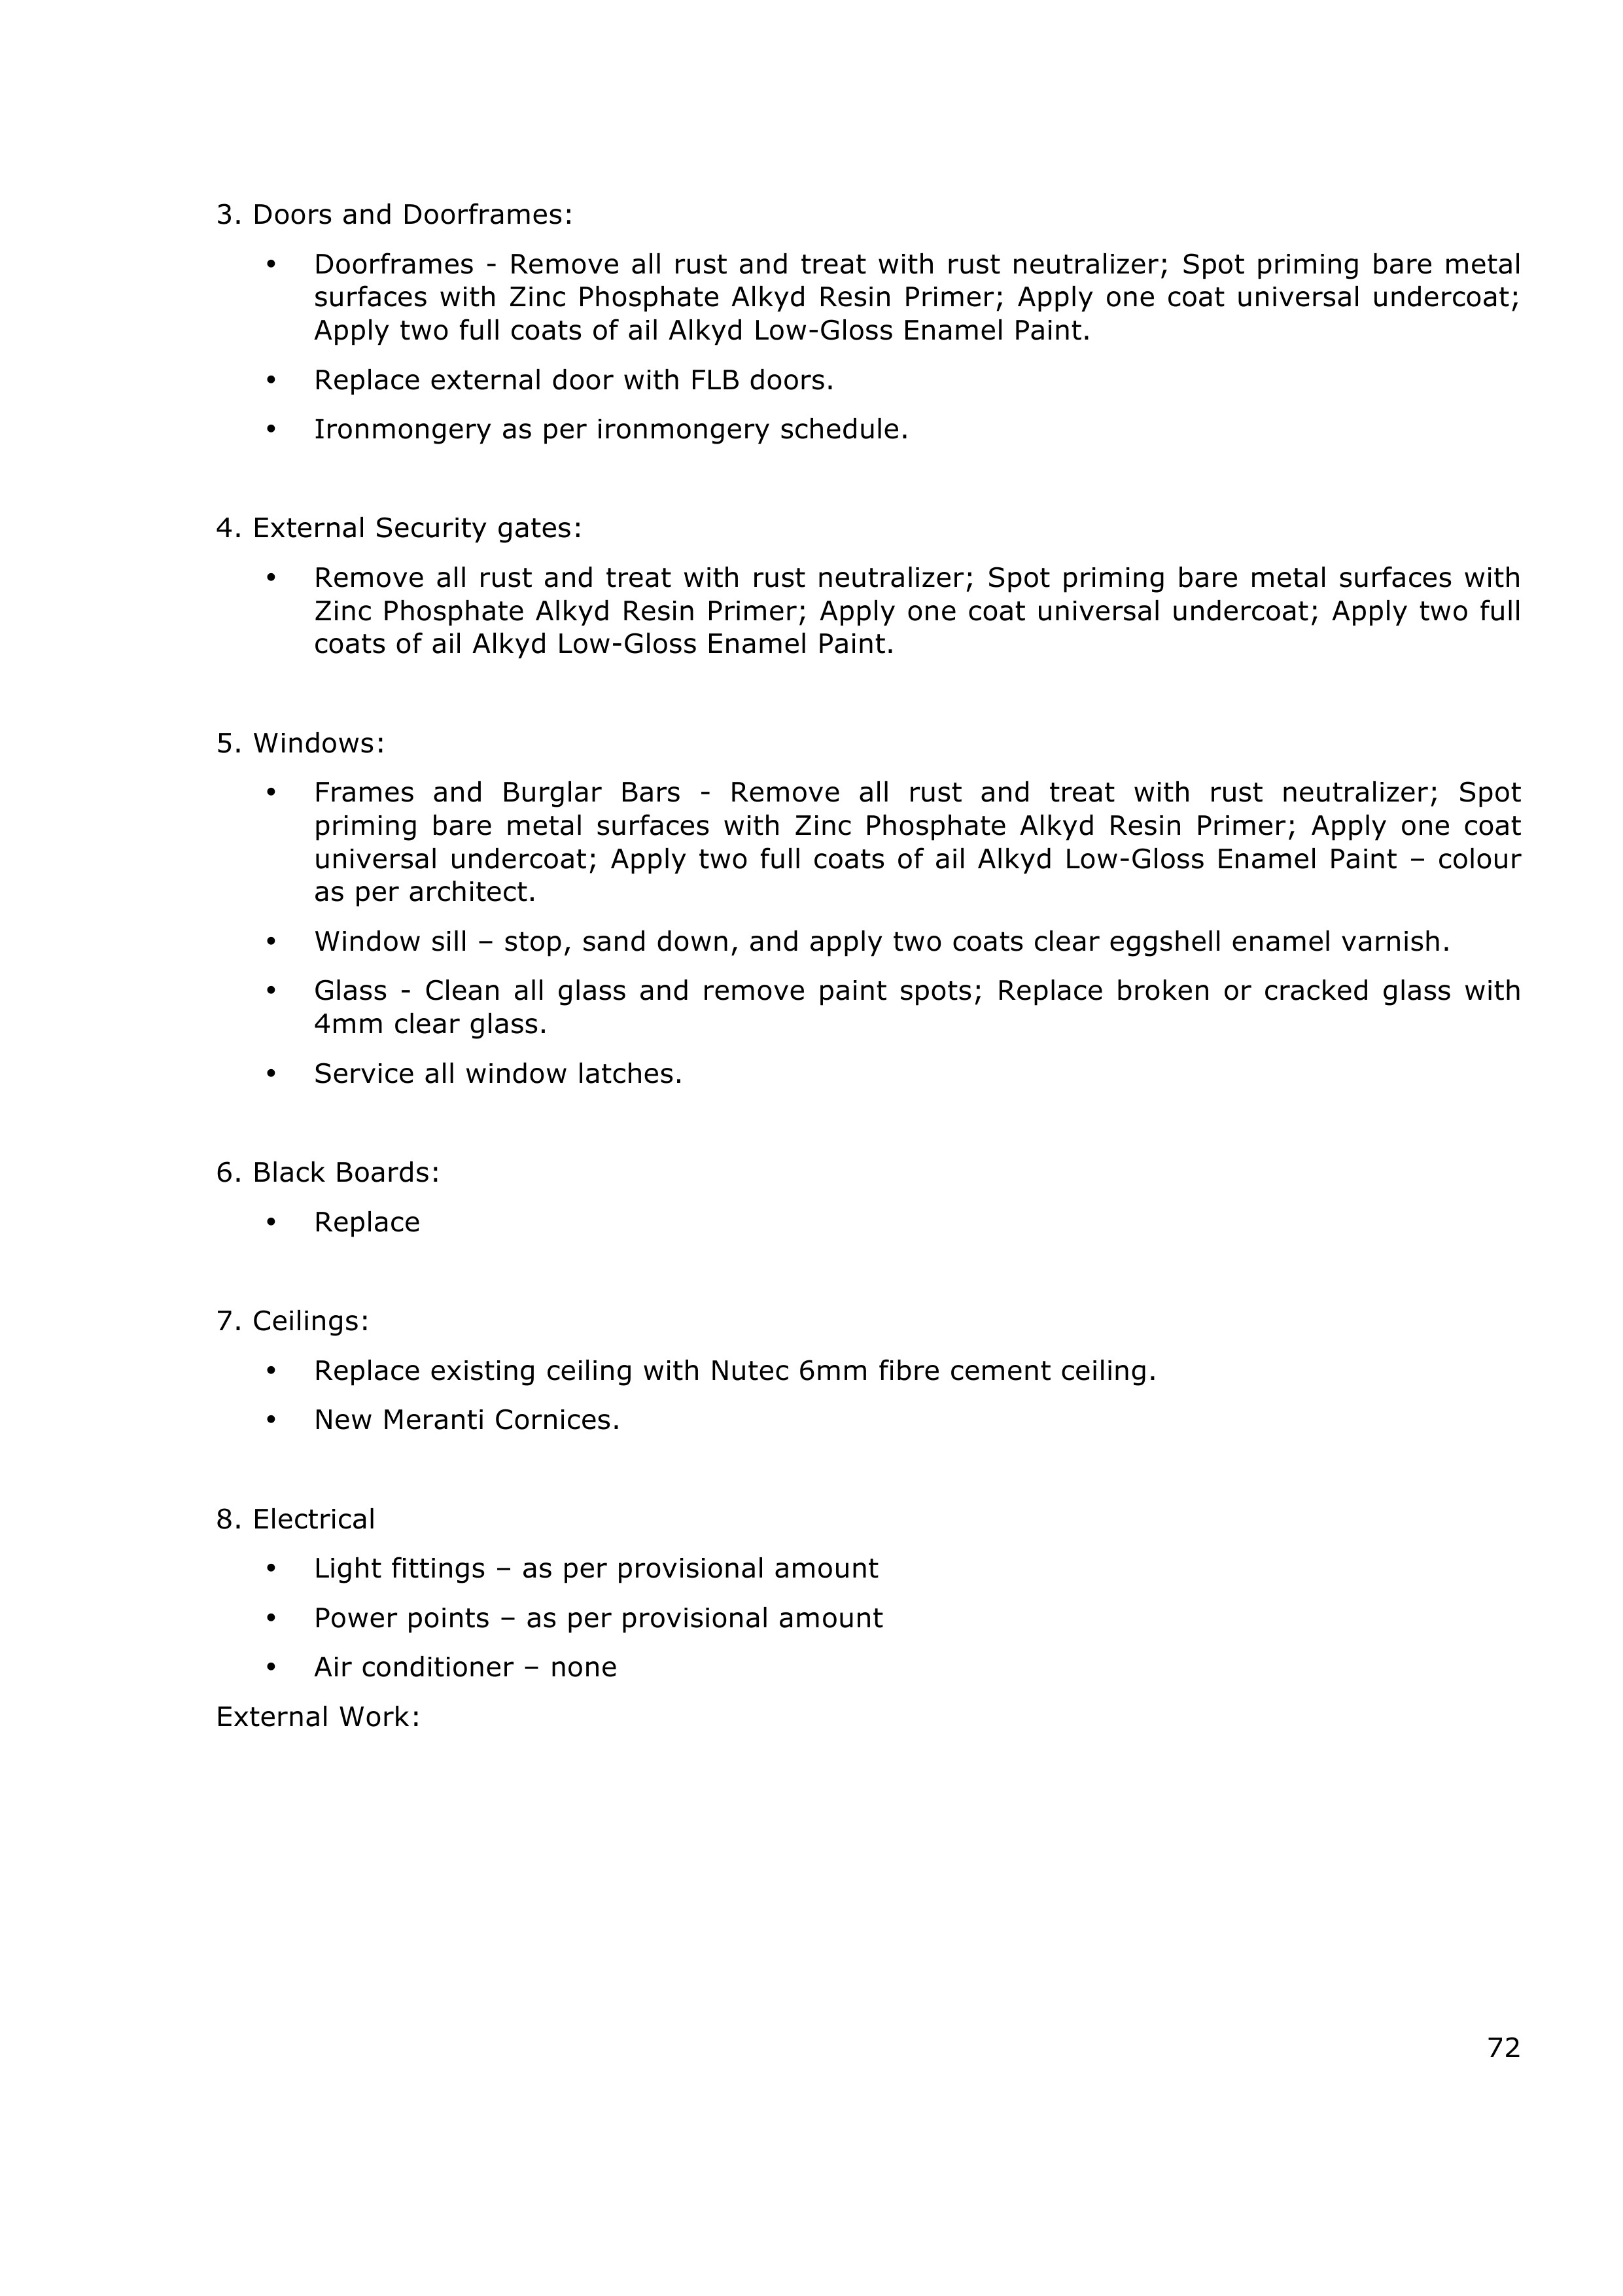 3. Doors and Doorframes:
• Doorframes - Remove all rust and treat with rust neutralizer; Spot priming bare metal
surfaces with Zinc Phosphate Alkyd Resin Primer; Apply one coat universal undercoat;
Apply two full coats of ail Alkyd Low-Gloss Enamel Paint.
• Replace external door with FLB doors.
• Ironmongery as per ironmongery schedule.
4. External Security gates:
• Remove all rust and treat with rust neutralizer; Spot priming bare metal surfaces with
Zinc Phosphate Alkyd Resin Primer; Apply one coat universal undercoat; Apply two full
coats of ail Alkyd Low-Gloss Enamel Paint.
5. Windows:
• Frames and Burglar Bars - Remove all rust and treat with rust neutralizer; Spot
priming bare metal surfaces with Zinc Phosphate Alkyd Resin Primer; Apply one coat
universal undercoat; Apply two full coats of ail Alkyd Low-Gloss Enamel Paint – colour
as per architect.
• Window sill – stop, sand down, and apply two coats clear eggshell enamel varnish.
• Glass - Clean all glass and remove paint spots; Replace broken or cracked glass with
4mm clear glass.
• Service all window latches.
6. Black Boards:
• Replace
7. Ceilings:
• Replace existing ceiling with Nutec 6mm fibre cement ceiling.
• New Meranti Cornices.
8. Electrical
• Light fittings – as per provisional amount
• Power points – as per provisional amount
• Air conditioner – none
External Work:
72